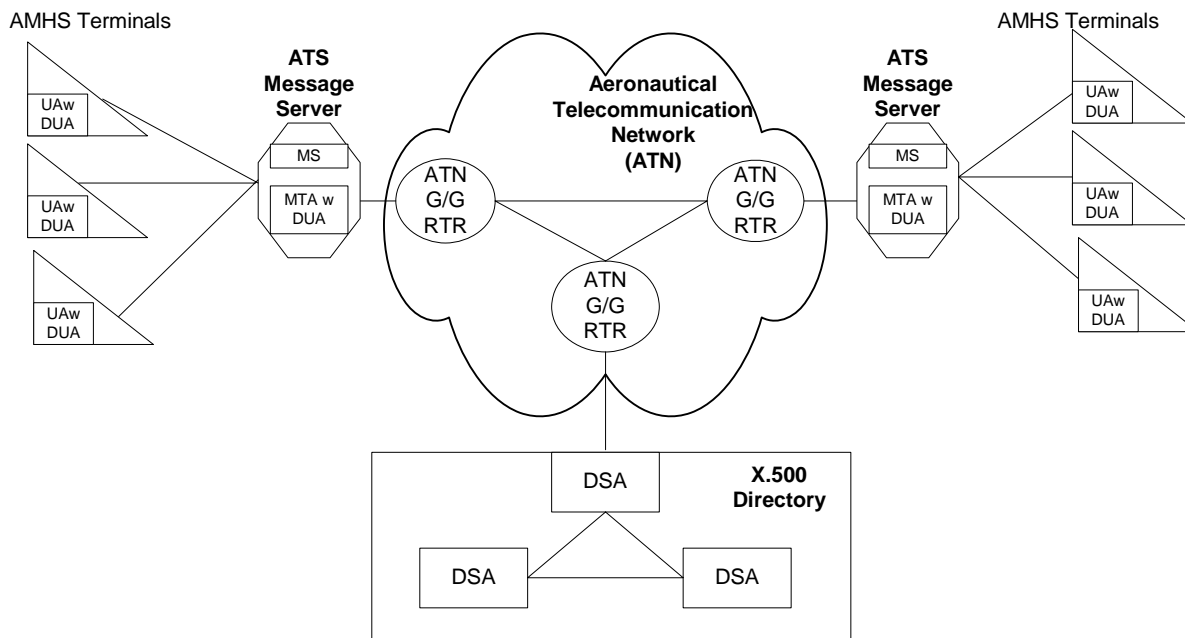 AMHS Terminals
UAw
DUA
UAw
DUA
UAw
DUA
ATS
Message
Server
MS
MTA w
DUA
Aeronautical
Telecommunication
Network
(ATN)
ATN
G/G
RTR
ATN
G/G
RTR
ATN
G/G
RTR
ATS
Message
Server
MS
MTA w
DUA
AMHS Terminals
UAw
DUA
UAw
DUA
UAw
DUA
X.500
Directory
DSA
DSA
DSA